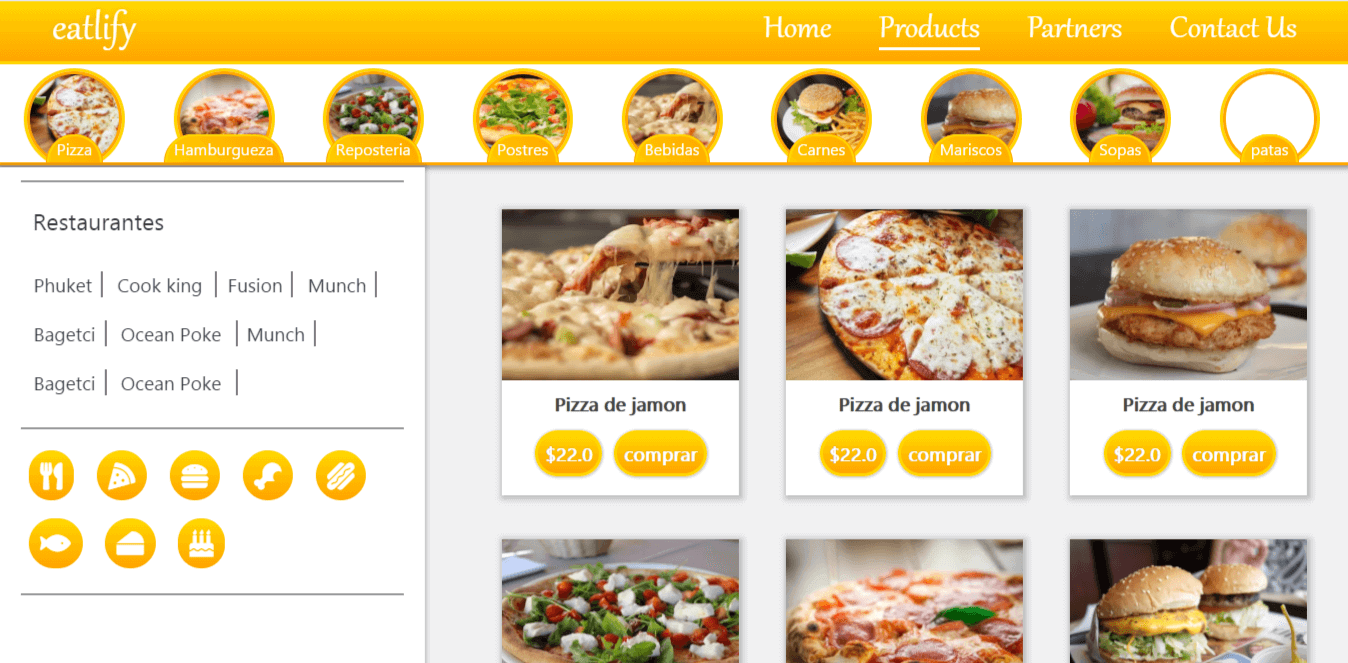 eatlify
Home Products Partners Contact Us
Pizza Hamburgueza Reposteria Postres Bebidas Carnes Mariscos Sopas patas
Restaurantes
Phuket | Cook king | Fusion | Munch |
Bagetci | Ocean Poke | Munch |
Bagetci | Ocean Poke |
Pizza de jamon Pizza de jamon Pizza de jamon
$22.0 comprar $22.0 comprar $22.0 comprar